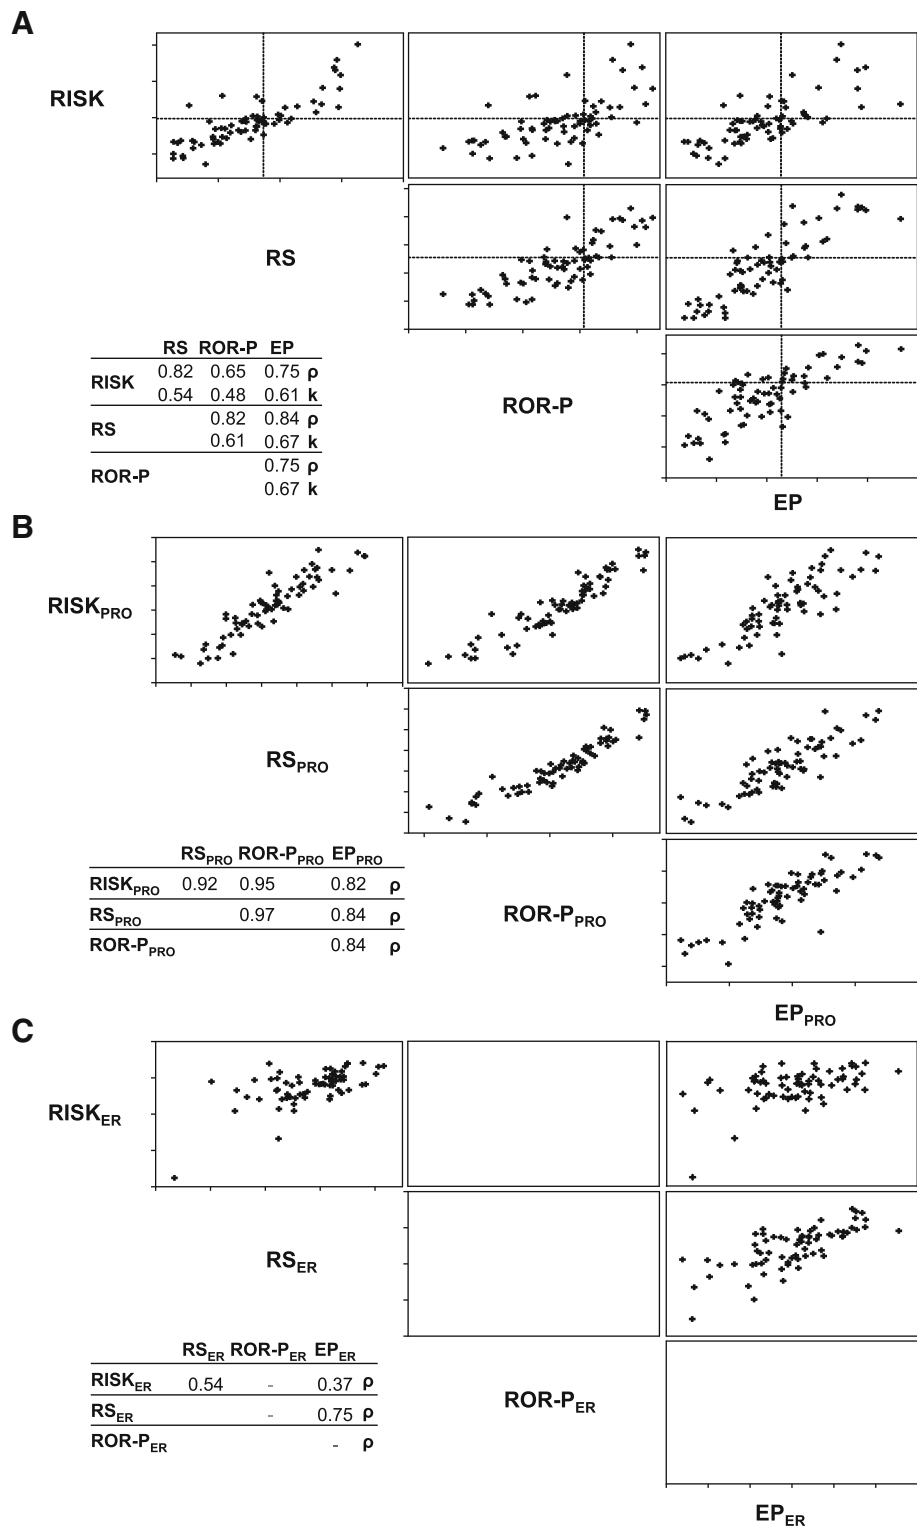 A
RISK
RS
RS ROR-P EP
RISK 0.82 0.65 0.75 ρ
0.54 0.48 0.61 k
RS 0.82 0.84 ρ
0.61 0.67 k
ROR-P 0.75 ρ
0.67 k
ROR-P
EP
B
RISKPRO
RSPRO
RSPRO ROR-PPRO EPPRO
RISKPRO 0.92 0.95 0.82 ρ
RSPRO 0.97 0.84 ρ
ROR-PPRO 0.84 ρ
ROR-PPRO
EPPRO
C
RISKER
RSER
RSER ROR-PER EPER
RISKER 0.54 - 0.37 ρ
RSER - 0.75 ρ
ROR-PER - ρ
ROR-PER
EPER